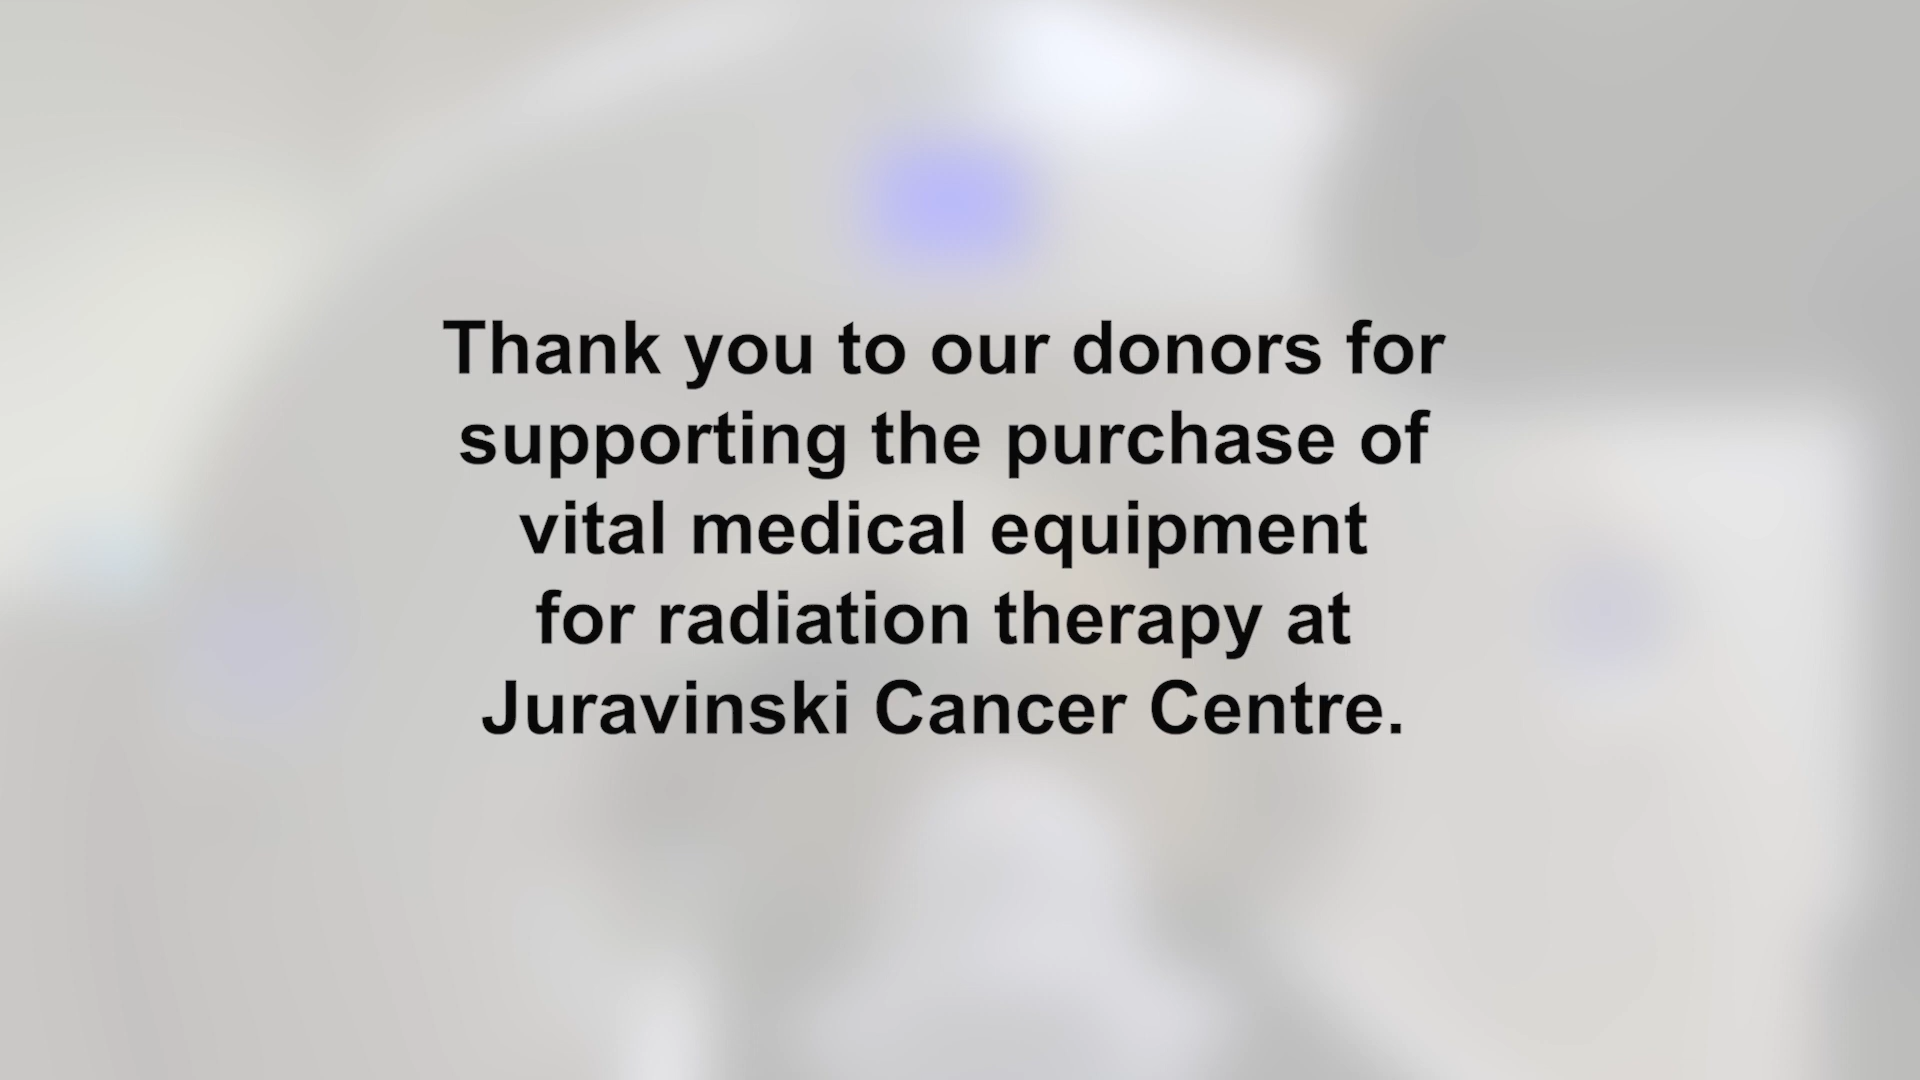 Thank you to our donors for
supporting the purchase of
vital medical equipment
for radiation therapy at
Juravinski Cancer Centre.